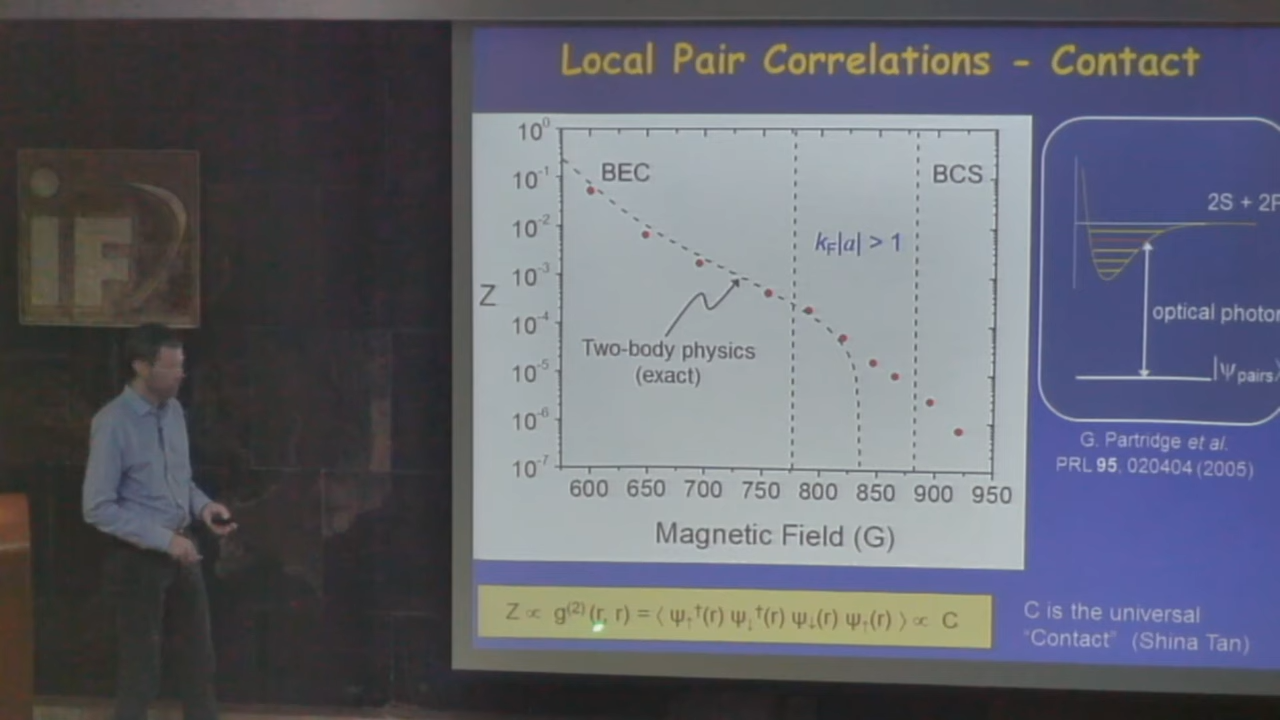 Local Pair Correlations - Contact
10⁰
10⁻¹
10⁻²
10⁻³
10⁻⁴
10⁻⁵
10⁻⁶
10⁻⁷
Z
BEC
BCS
k_F|a| > 1
Two-body physics
(exact)
600 650 700 750 800 850 900 950
Magnetic Field (G)
2S + 2P
optical photon
|ψ_pairs⟩
G. Partridge et al.
PRL 95, 020404 (2005)
Z ∝ g⁽²⁾(r, r) = ⟨ ψ↑†(r) ψ↓†(r) ψ↓(r) ψ↑(r) ⟩ ∝ C
C is the universal
"Contact" (Shina Tan)
iF